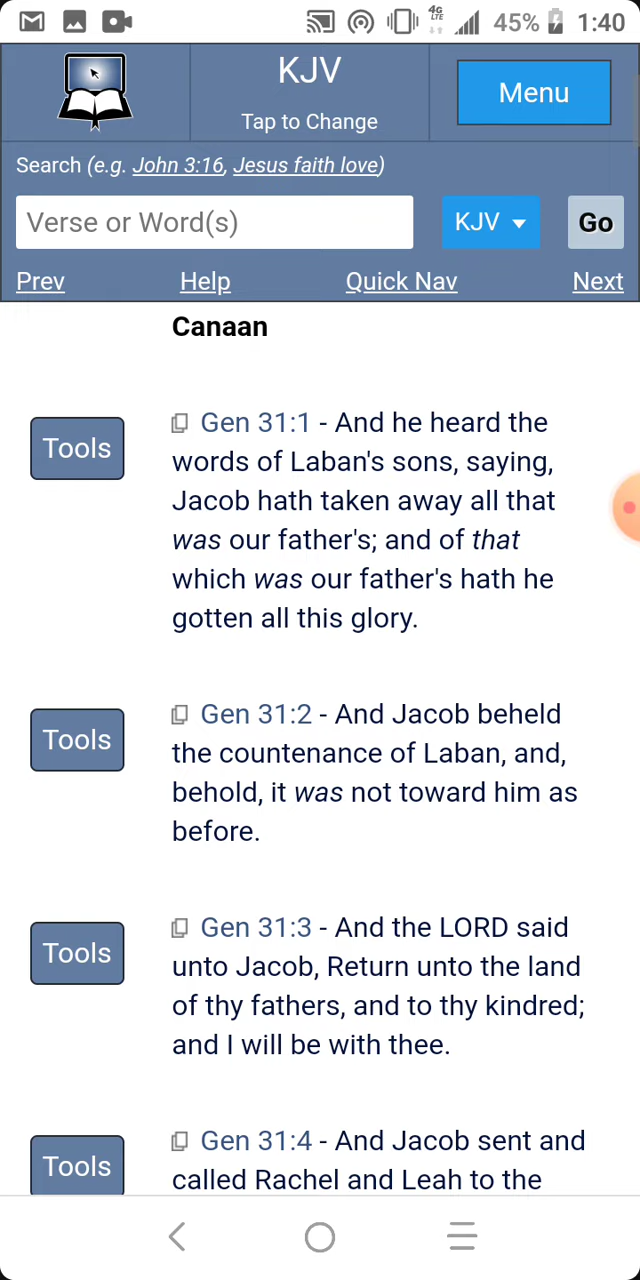 4G
LTE
45%
1:40
KJV
Tap to Change
Menu
Search (e.g. John 3:16, Jesus faith love)
Verse or Word(s)
KJV
Go
Prev
Help
Quick Nav
Next
Canaan
Tools
Gen 31:1 - And he heard the
words of Laban's sons, saying,
Jacob hath taken away all that
was our father's; and of that
which was our father's hath he
gotten all this glory.
Tools
Gen 31:2 - And Jacob beheld
the countenance of Laban, and,
behold, it was not toward him as
before.
Tools
Gen 31:3 - And the LORD said
unto Jacob, Return unto the land
of thy fathers, and to thy kindred;
and I will be with thee.
Tools
Gen 31:4 - And Jacob sent and
called Rachel and Leah to the